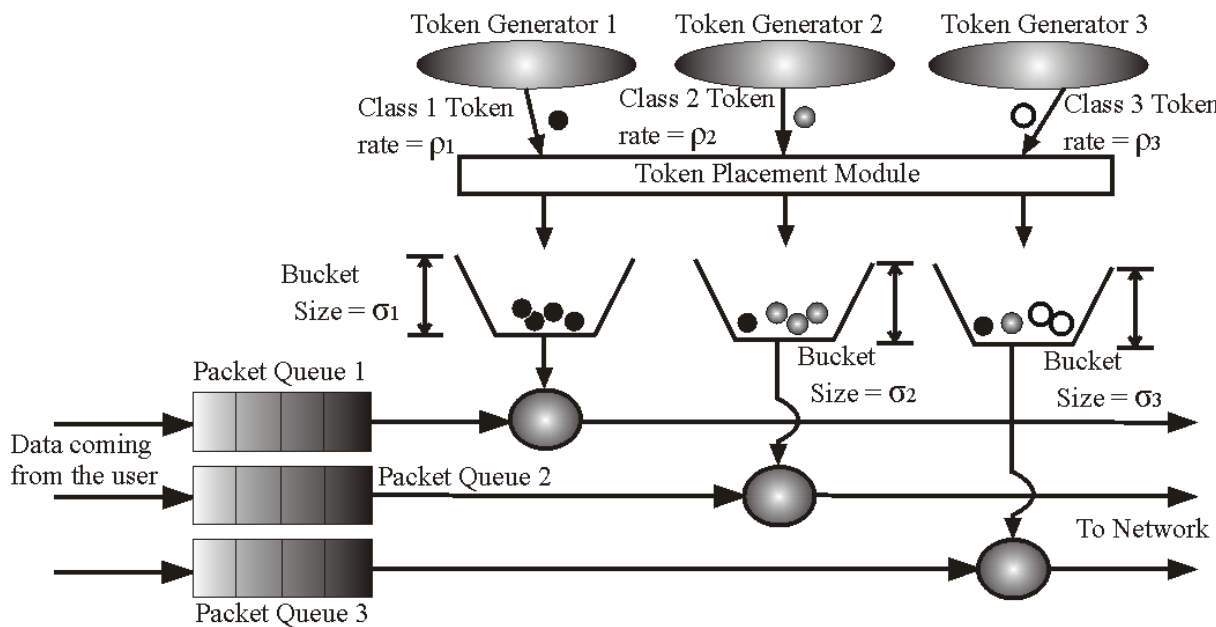 Token Generator 1
Token Generator 2
Token Generator 3
Class 1 Token
rate = ρ1
Class 2 Token
rate = ρ2
Class 3 Token
rate = ρ3
Token Placement Module
Bucket
Size = σ1
Bucket
Size = σ2
Bucket
Size = σ3
Packet Queue 1
Data coming
from the user
Packet Queue 2
To Network
Packet Queue 3